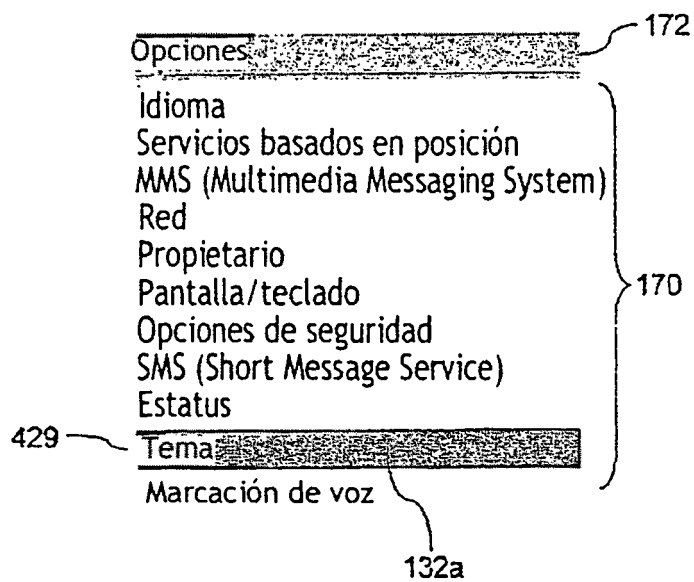 172
Opciones
Idioma
Servicios basados en posición
MMS (Multimedia Messaging System)
Red
Propietario
Pantalla/teclado
170
Opciones de seguridad
SMS (Short Message Service)
Estatus
429
Tema
Marcación de voz
132a